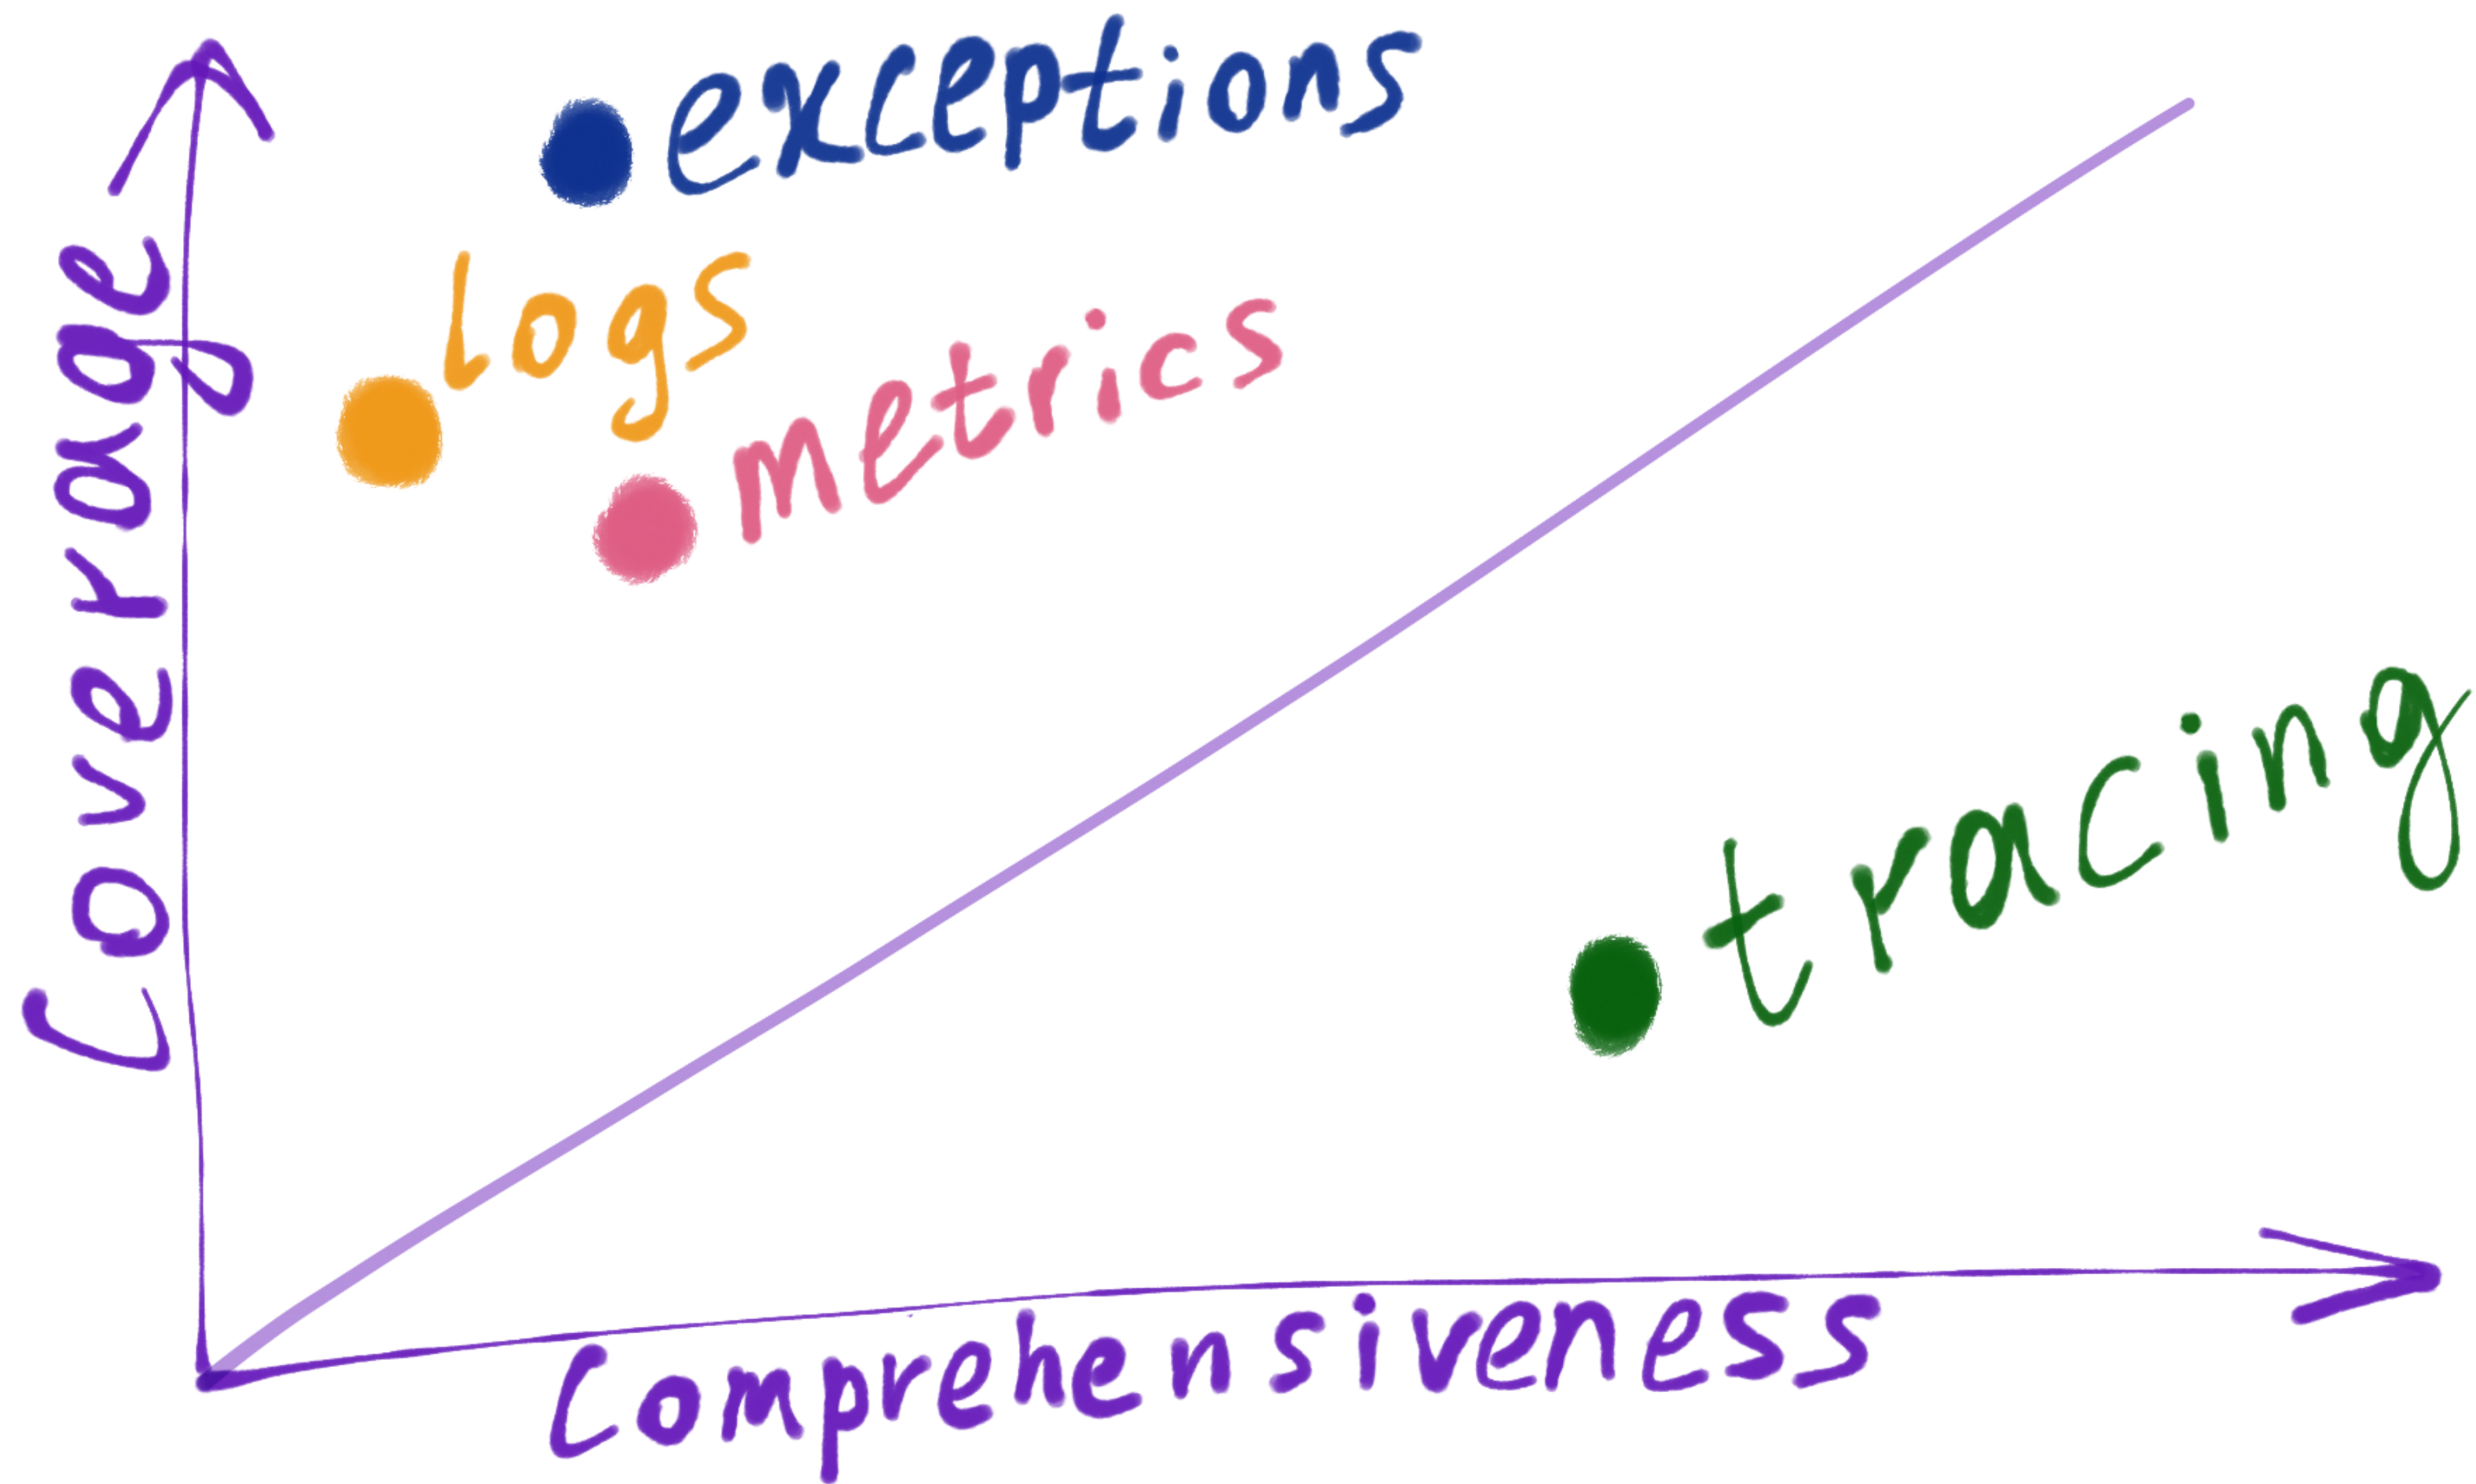 exceptions
logs
metrics
Coverage
tracing
Comprehensiveness